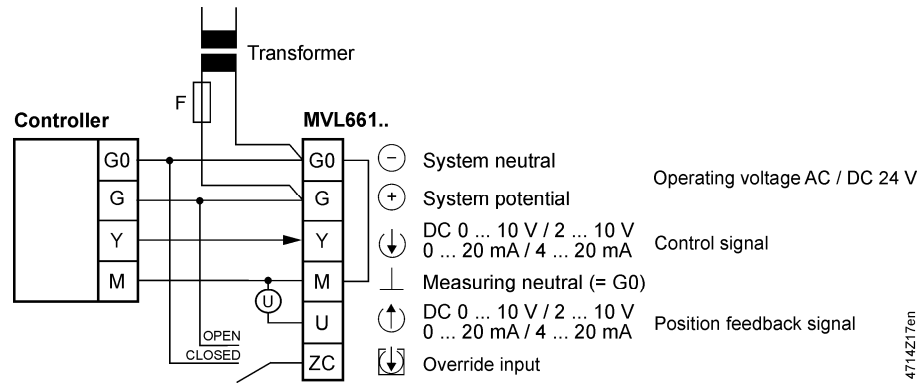 Transformer
F
Controller
MVL661..
G0
G0
System neutral
Operating voltage AC / DC 24 V
G
G
System potential
Y
Y
DC 0 ... 10 V / 2 ... 10 V
0 ... 20 mA / 4 ... 20 mA
Control signal
M
M
Measuring neutral (= G0)
U
U
DC 0 ... 10 V / 2 ... 10 V
0 ... 20 mA / 4 ... 20 mA
Position feedback signal
OPEN
CLOSED
ZC
Override input
4714Z17en